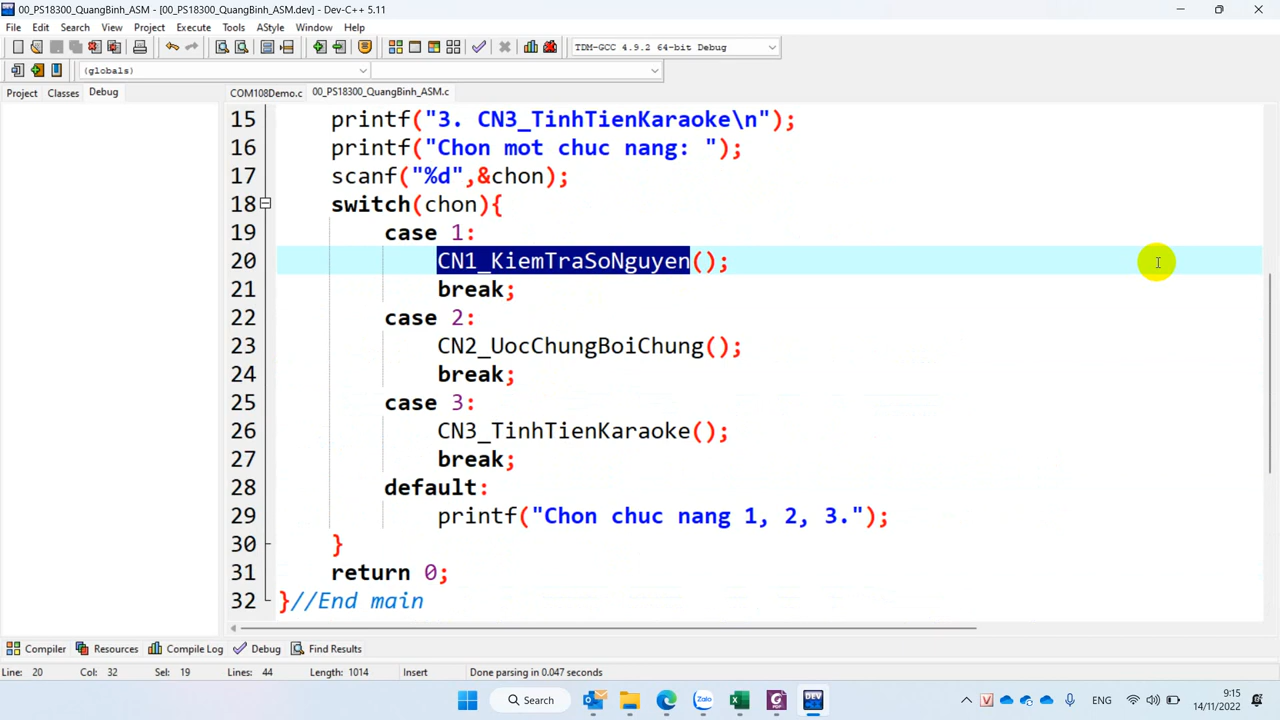 00_PS18300_QuangBinh_ASM - [00_PS18300_QuangBinh_ASM.dev] - Dev-C++ 5.11
File Edit Search View Project Execute Tools AStyle Window Help
TDM-GCC 4.9.2 64-bit Debug
(globals)
Project Classes Debug
COM108Demo.c 00_PS18300_QuangBinh_ASM.c
15 printf("3. CN3_TinhTienKaraoke\n");
16 printf("Chon mot chuc nang: ");
17 scanf("%d",&chon);
18 switch(chon){
19 case 1:
20 CN1_KiemTraSoNguyen();
21 break;
22 case 2:
23 CN2_UocChungBoiChung();
24 break;
25 case 3:
26 CN3_TinhTienKaraoke();
27 break;
28 default:
29 printf("Chon chuc nang 1, 2, 3.");
30 }
31 return 0;
32 }//End main
Compiler Resources Compile Log Debug Find Results
Line: 20 Col: 32 Sel: 19 Lines: 44 Length: 1014 Insert Done parsing in 0.047 seconds
Search Zalo DEV ENG 9:15
14/11/2022